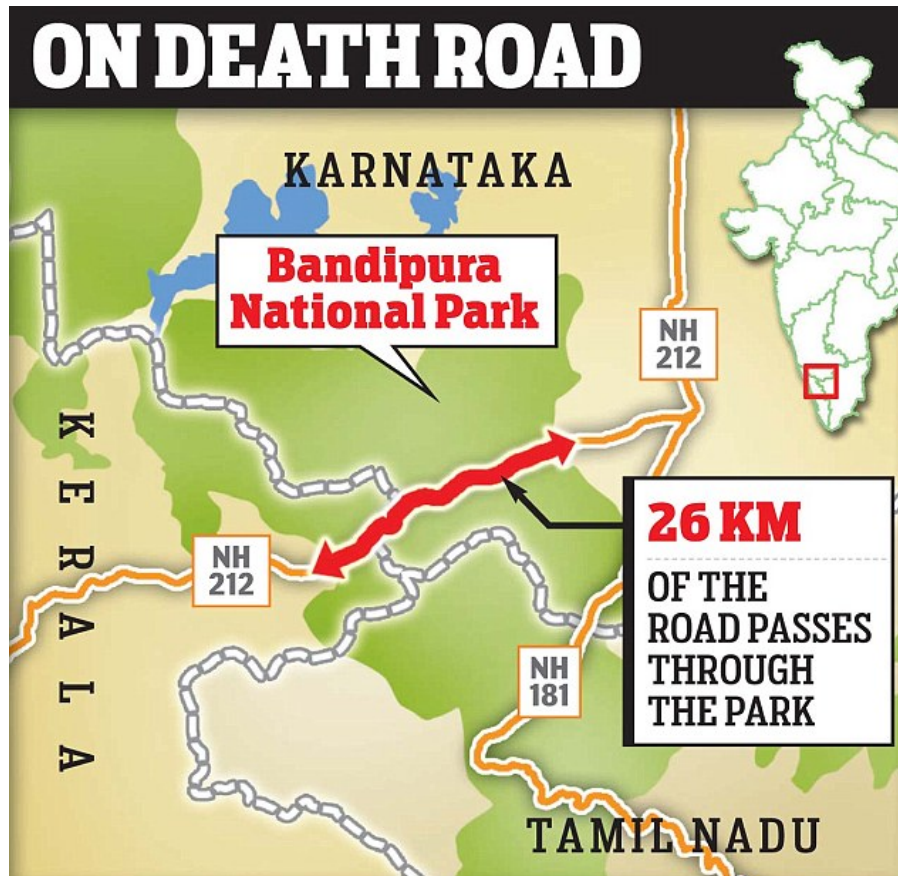 ON DEATH ROAD
KARNATAKA
Bandipura
National Park
NH
212
KERALA
NH
212
26 KM
OF THE
ROAD PASSES
THROUGH
THE PARK
NH
181
TAMIL NADU